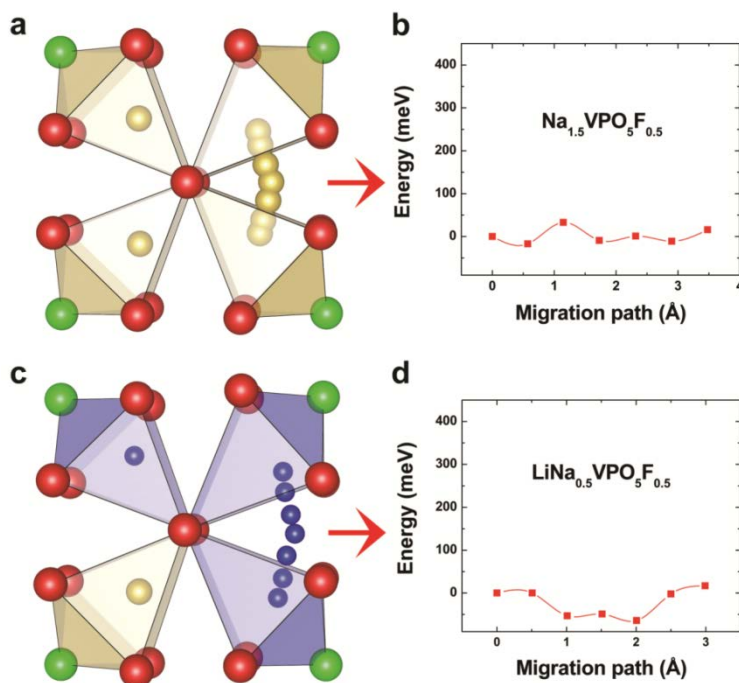 a
b
400
300
200
100
0
Energy (meV)
Na1.5VPO5F0.5
0 1 2 3 4
Migration path (Å)
c
d
400
300
200
100
0
Energy (meV)
LiNa0.5VPO5F0.5
0 1 2 3
Migration path (Å)